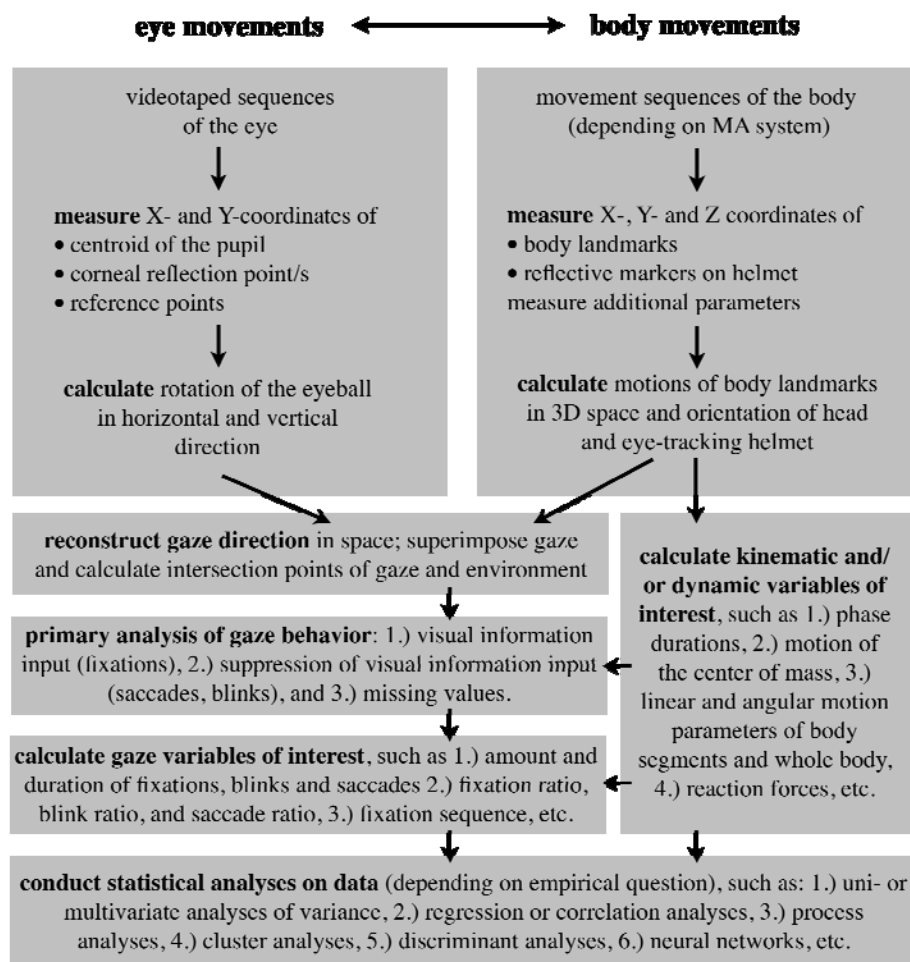 eye movements
body movements
videotaped sequences
of the eye
measure X- and Y-coordinates of
• centroid of the pupil
• corneal reflection point/s
• reference points
calculate rotation of the eyeball
in horizontal and vertical
direction
movement sequences of the body
(depending on MA system)
measure X-, Y- and Z coordinates of
• body landmarks
• reflective markers on helmet
measure additional parameters
calculate motions of body landmarks
in 3D space and orientation of head
and eye-tracking helmet
reconstruct gaze direction in space; superimpose gaze
and calculate intersection points of gaze and environment
primary analysis of gaze behavior: 1.) visual information
input (fixations), 2.) suppression of visual information input
(saccades, blinks), and 3.) missing values.
calculate gaze variables of interest, such as 1.) amount and
duration of fixations, blinks and saccades 2.) fixation ratio,
blink ratio, and saccade ratio, 3.) fixation sequence, etc.
calculate kinematic and/
or dynamic variables of
interest, such as 1.) phase
durations, 2.) motion of
the center of mass, 3.)
linear and angular motion
parameters of body
segments and whole body,
4.) reaction forces, etc.
conduct statistical analyses on data (depending on empirical question), such as: 1.) uni- or
multivariate analyses of variance, 2.) regression or correlation analyses, 3.) process
analyses, 4.) cluster analyses, 5.) discriminant analyses, 6.) neural networks, etc.